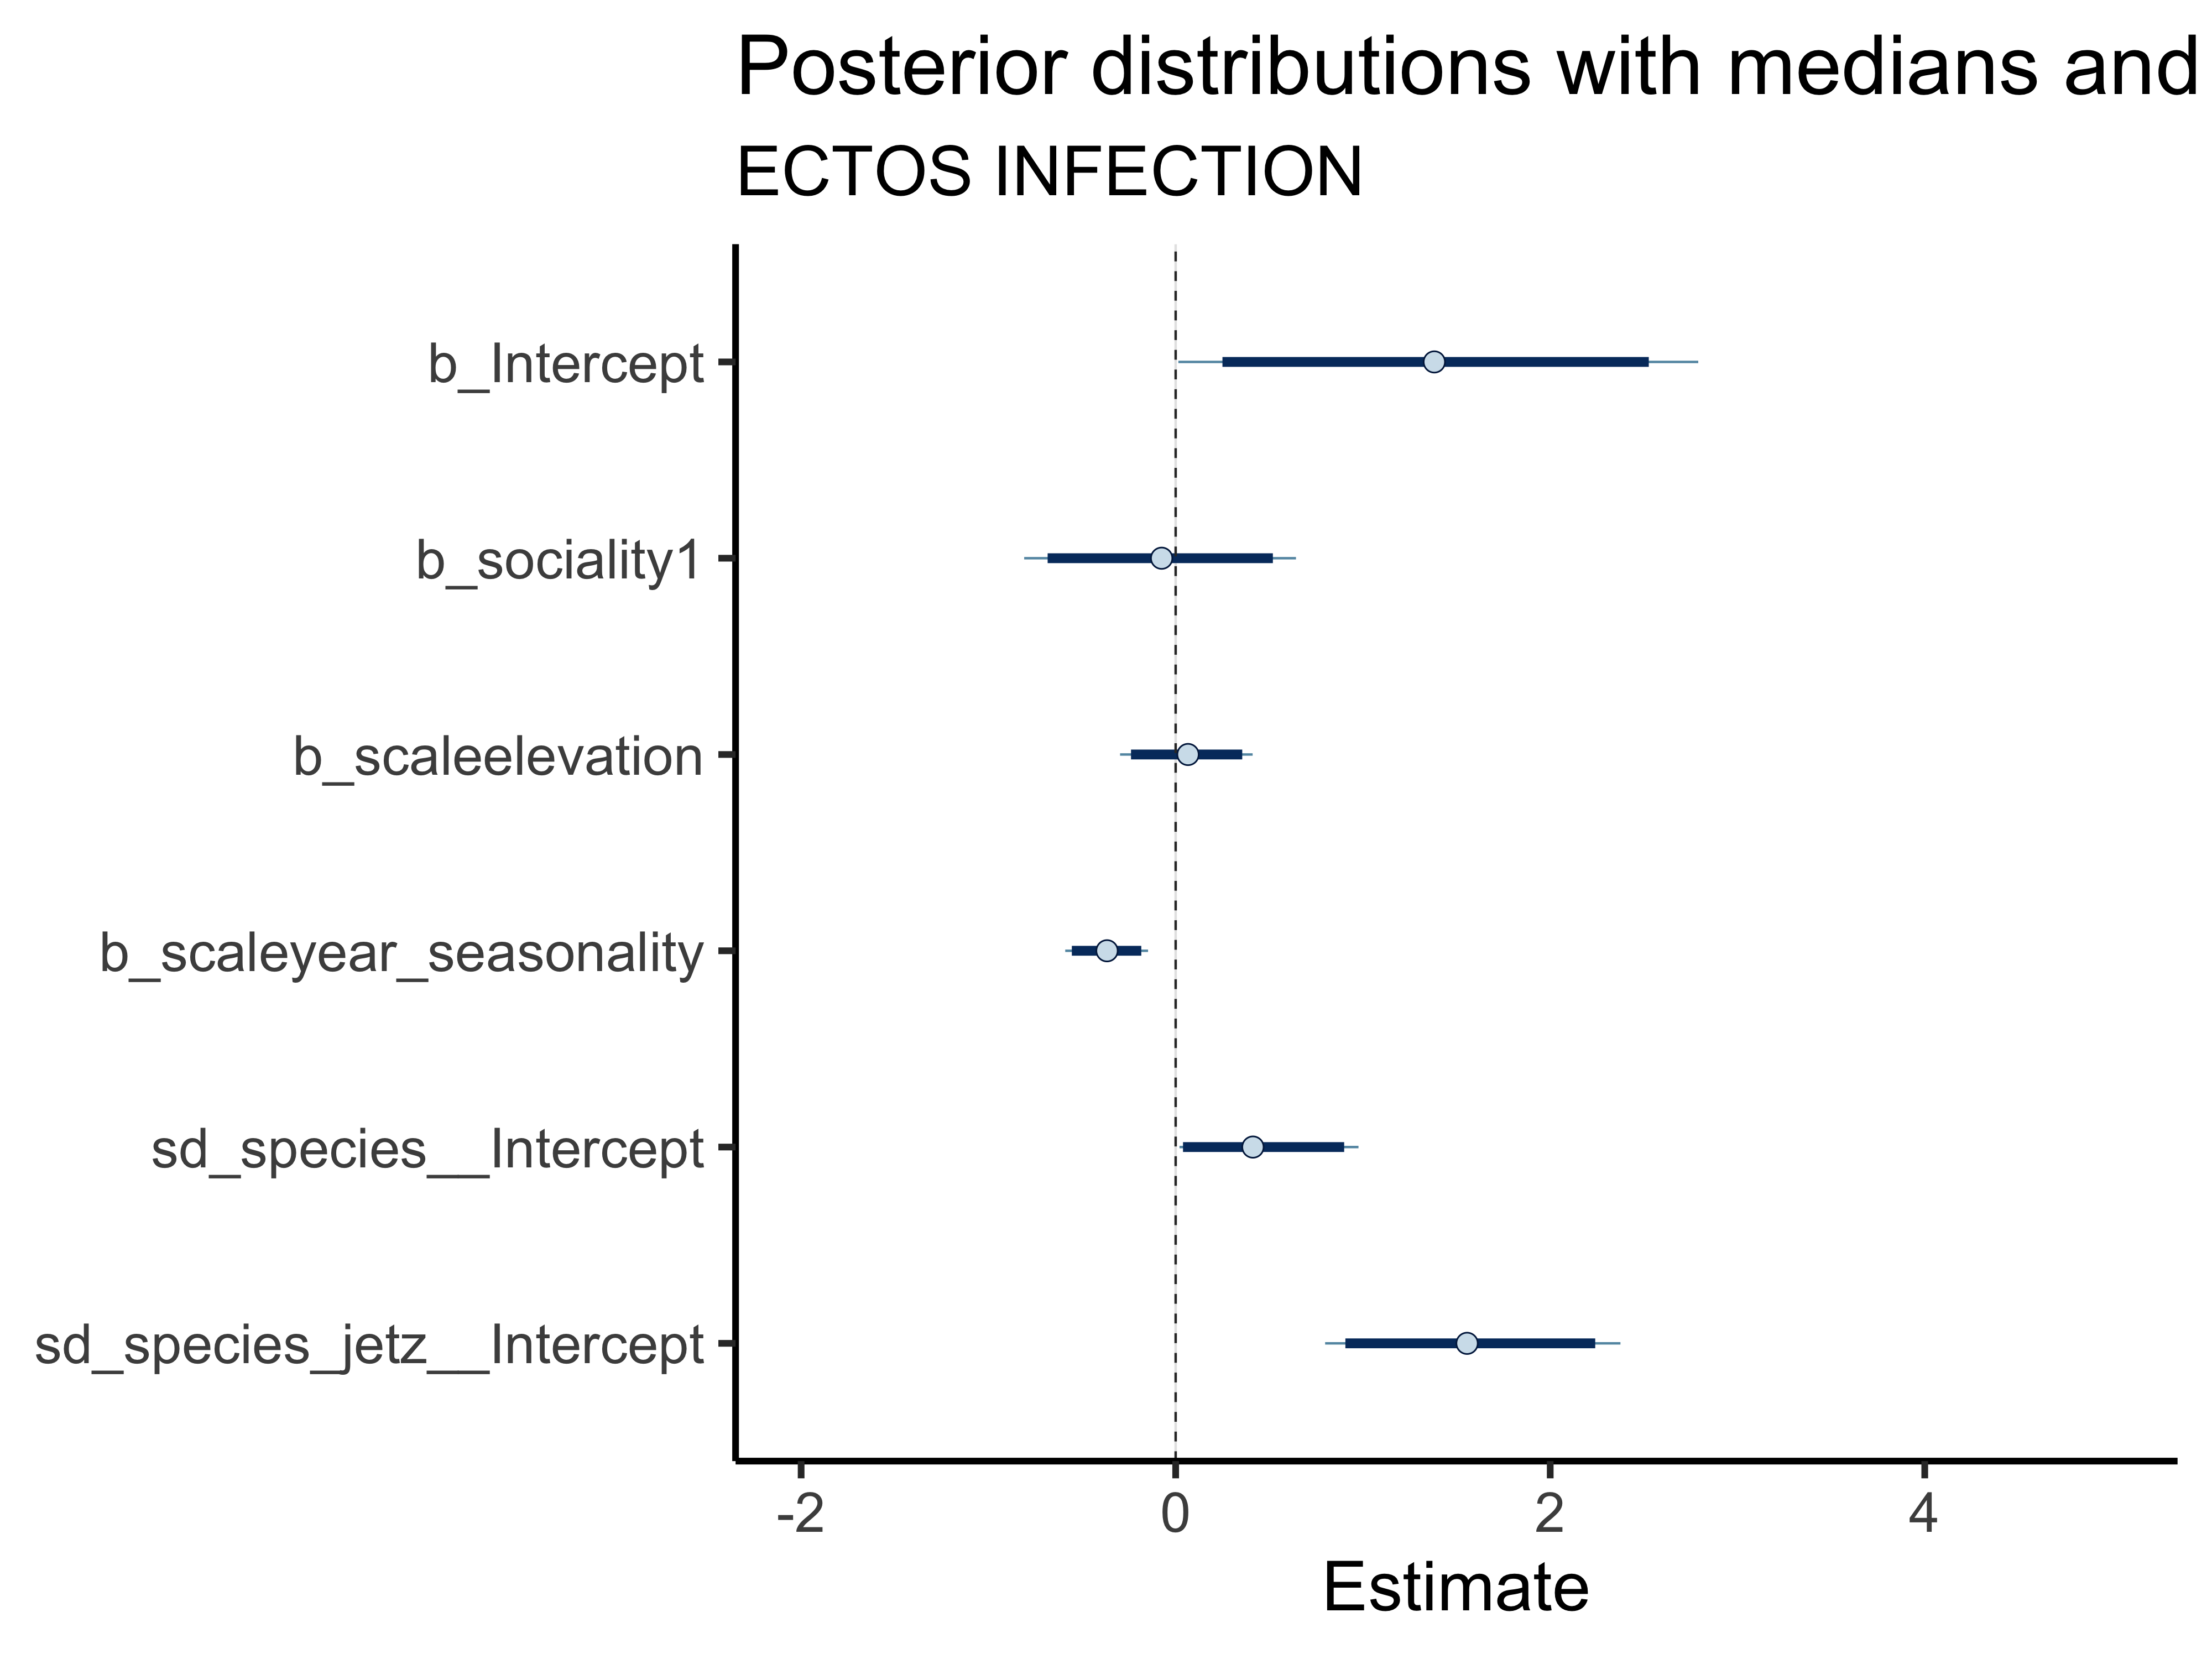 Posterior distributions with medians and
ECTOS INFECTION
b_Intercept
b_sociality1
b_scaleelevation
b_scaleyear_seasonality
sd_species__Intercept
sd_species_jetz__Intercept
-2 0 2 4
Estimate